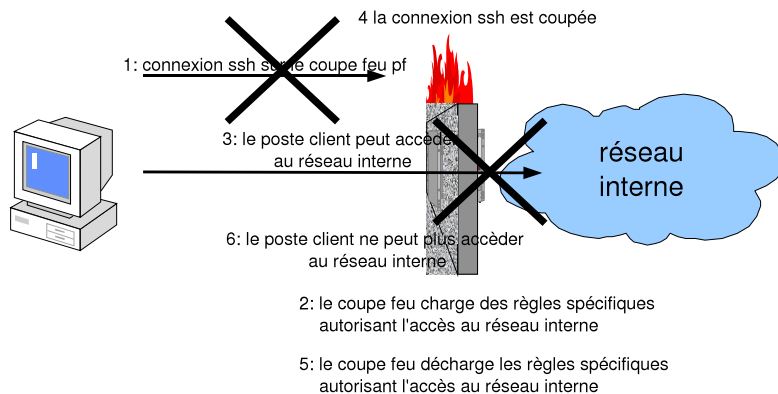 4 la connexion ssh est coupée
1: connexion ssh sur le coupe feu pf
3: le poste client peut accèder
au réseau interne
réseau
interne
6: le poste client ne peut plus accèder
au réseau interne
2: le coupe feu charge des règles spécifiques
autorisant l'accès au réseau interne
5: le coupe feu décharge les règles spécifiques
autorisant l'accès au réseau interne